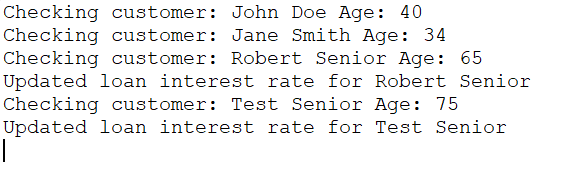 Checking customer: John Doe Age: 40
Checking customer: Jane Smith Age: 34
Checking customer: Robert Senior Age: 65
Updated loan interest rate for Robert Senior
Checking customer: Test Senior Age: 75
Updated loan interest rate for Test Senior